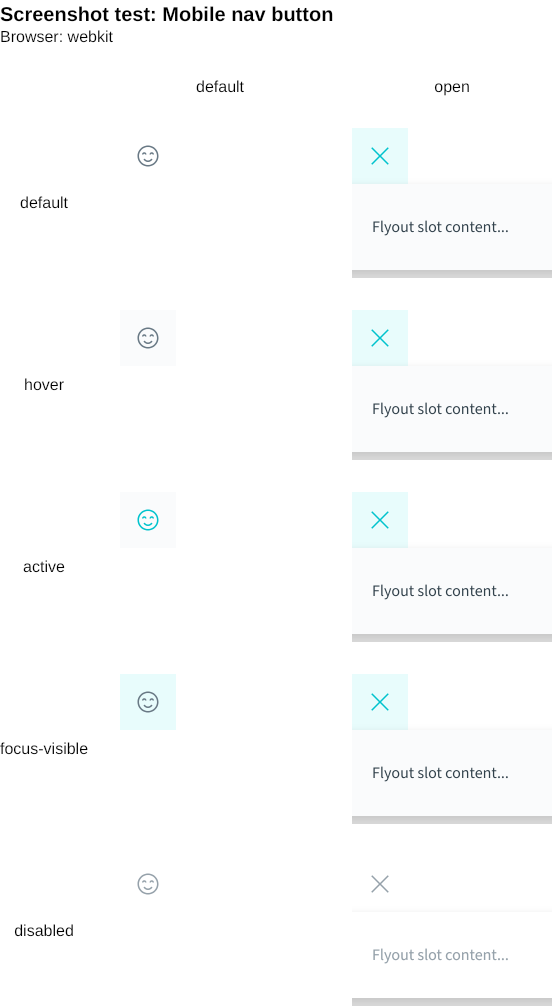 Screenshot test: Mobile nav button
Browser: webkit
default open
default
Flyout slot content...
hover
Flyout slot content...
active
Flyout slot content...
focus-visible
Flyout slot content...
disabled
Flyout slot content...